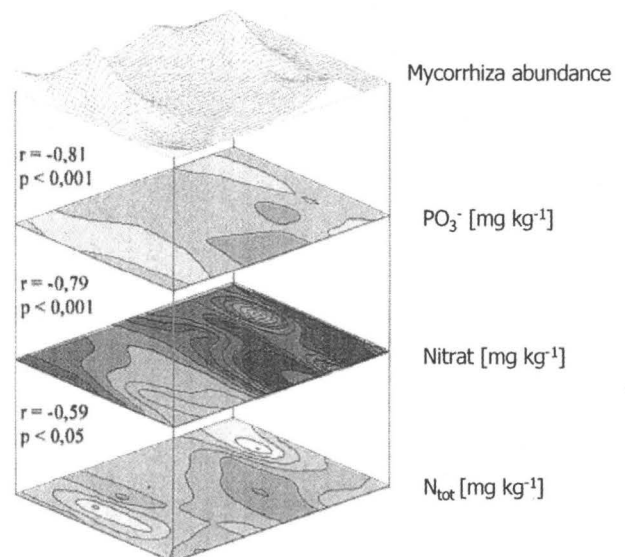 Mycorrhiza abundance
r = -0,81
p < 0,001
PO₃⁻ [mg kg⁻¹]
r = -0,79
p < 0,001
Nitrat [mg kg⁻¹]
r = -0,59
p < 0,05
Nₜₒₜ [mg kg⁻¹]